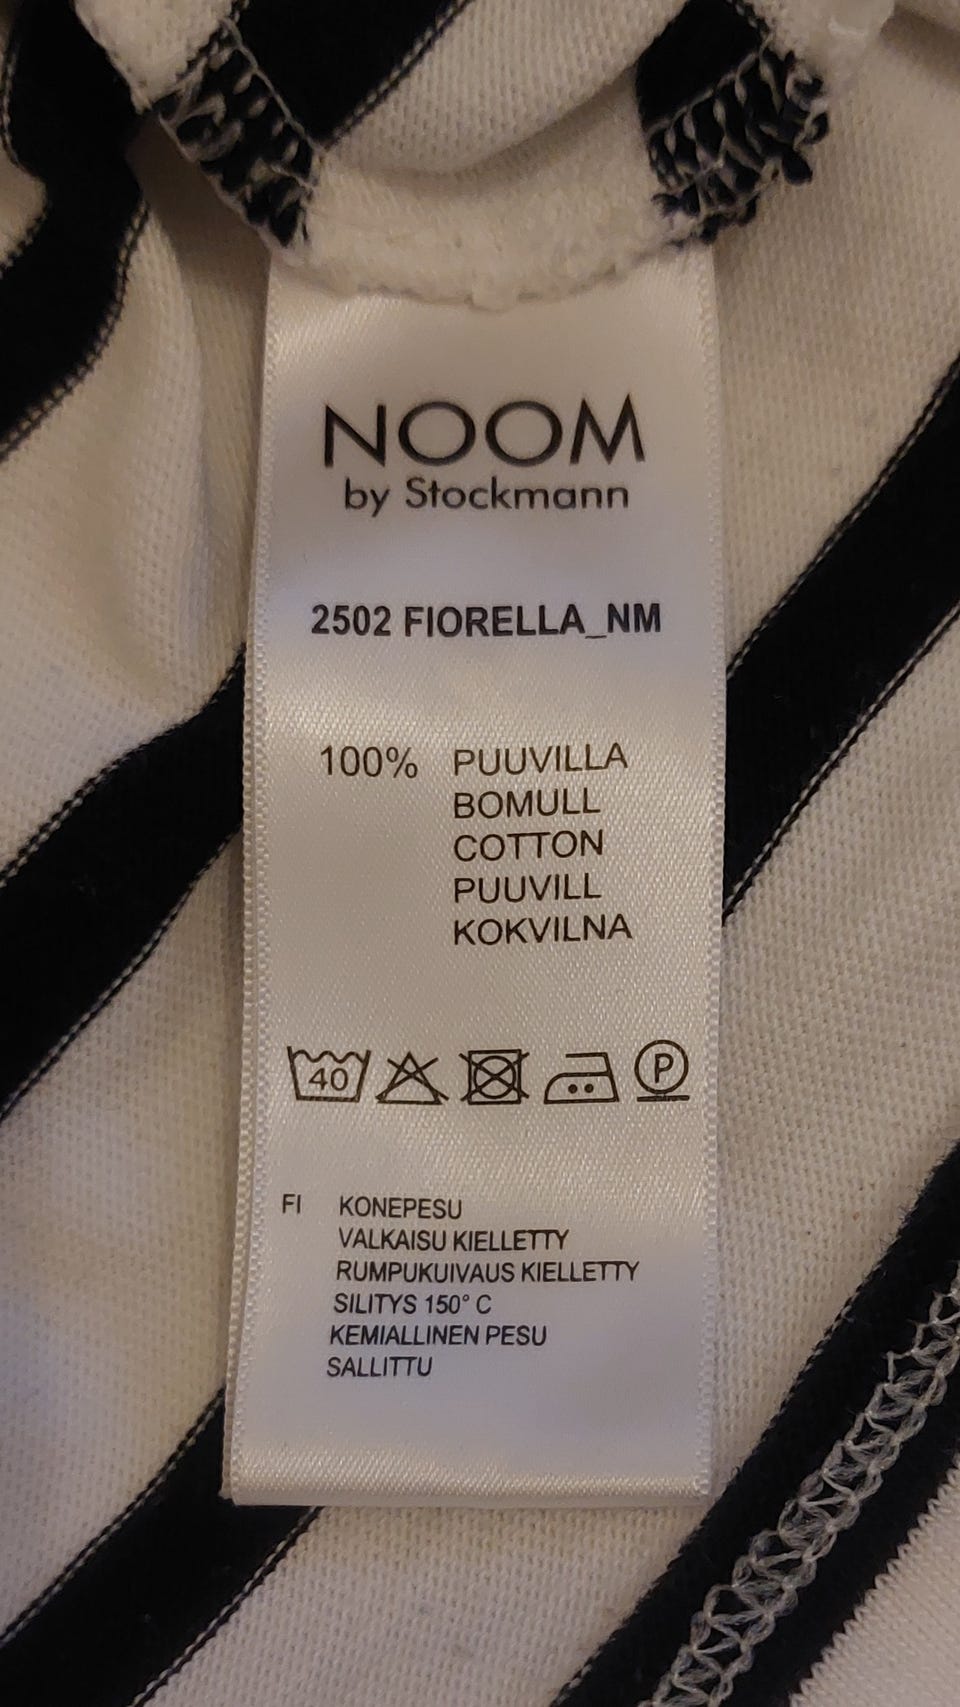 NOOM
by Stockmann
2502 FIORELLA_NM
100% PUUVILLA
BOMULL
COTTON
PUUVILL
KOKVILNA
40 P
FI KONEPESU
VALKAISU KIELLETTY
RUMPUKUIVAUS KIELLETTY
SILITYS 150° C
KEMIALLINEN PESU
SALLITTU